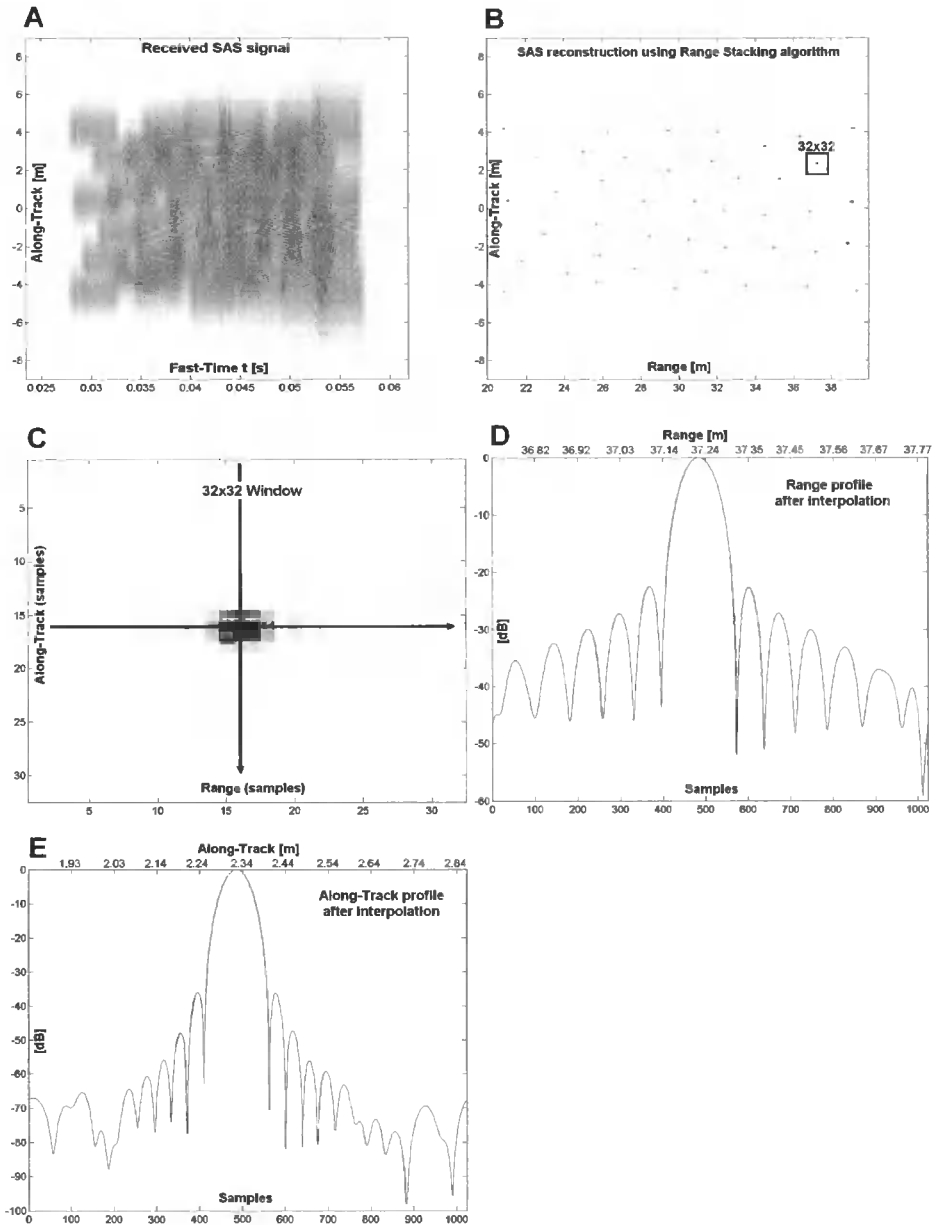 A
Received SAS signal
6
4
2
0
-2
-4
-6
-8
Along-Track [m]
Fast-Time t [s]
0.025 0.03 0.035 0.04 0.045 0.05 0.055 0.06
B
SAS reconstruction using Range Stacking algorithm
8
6
4
2
0
-2
-4
-6
-8
Along-Track [m]
32x32
Range [m]
20 22 24 26 28 30 32 34 36 38
C
32x32 Window
5
10
15
20
25
30
Along-Track (samples)
Range (samples)
5 10 15 20 25 30
D
Range [m]
36.82 36.92 37.03 37.14 37.24 37.35 37.45 37.56 37.67 37.77
Range profile
after interpolation
0
-10
-20
-30
-40
-50
-60
[dB]
Samples
0 100 200 300 400 500 600 700 800 900 1000
E
Along-Track [m]
1.93 2.03 2.14 2.24 2.34 2.44 2.54 2.64 2.74 2.84
Along-Track profile
after interpolation
0
-10
-20
-30
-40
-50
-60
-70
-80
-90
-100
[dB]
Samples
0 100 200 300 400 500 600 700 800 900 1000